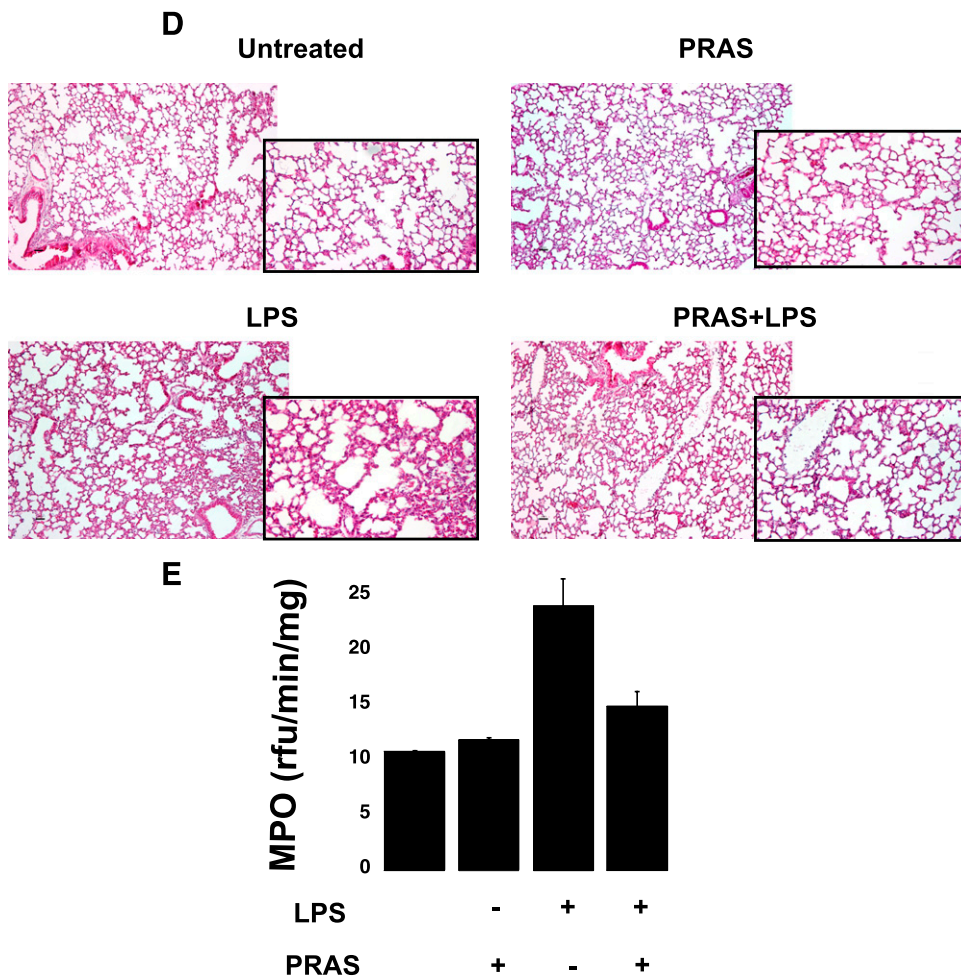 D
Untreated
PRAS
LPS
PRAS+LPS
E
MPO (rfu/min/mg)
25
20
15
10
5
0
LPS - + +
PRAS + - +